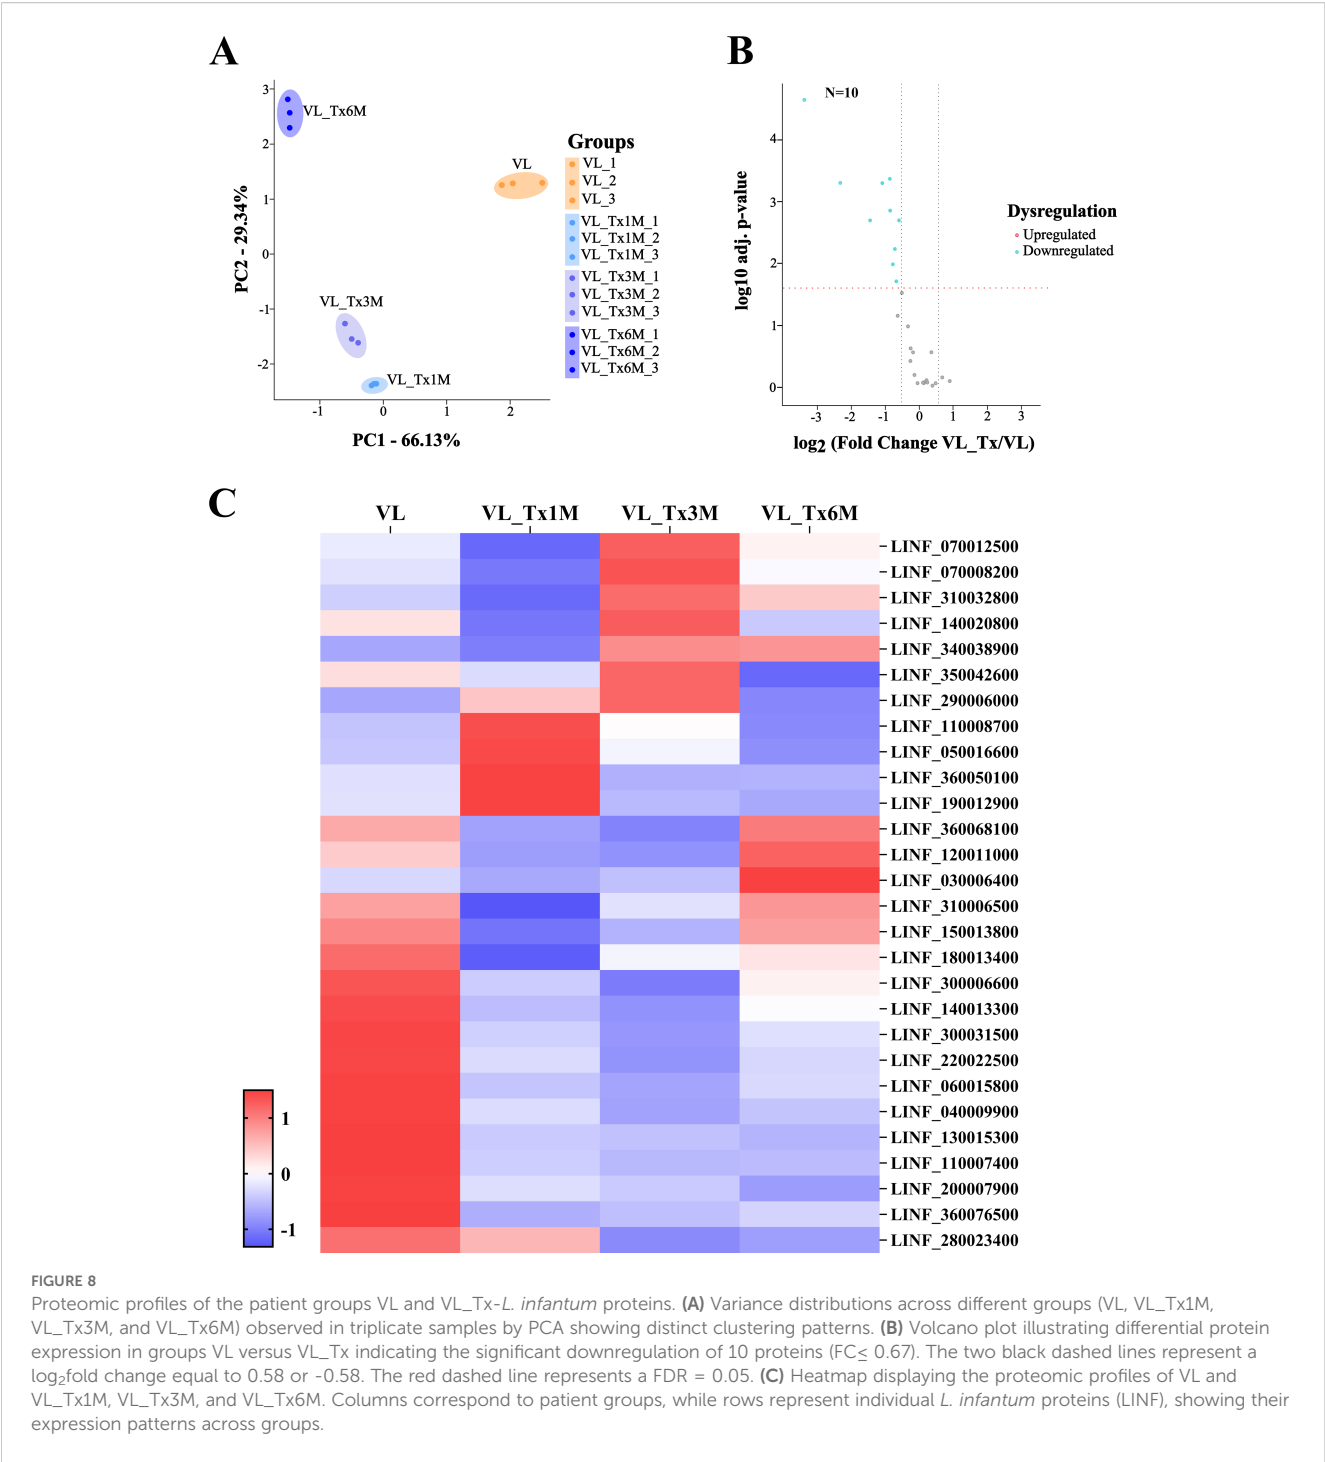 A
3
2
1
0
-1
-2
-1
0
1
2
PC2 - 29.34%
PC1 - 66.13%
VL_Tx6M
VL
VL_Tx3M
VL_Tx1M
Groups
VL_1
VL_2
VL_3
VL_Tx1M_1
VL_Tx1M_2
VL_Tx1M_3
VL_Tx3M_1
VL_Tx3M_2
VL_Tx3M_3
VL_Tx6M_1
VL_Tx6M_2
VL_Tx6M_3
B
N=10
4
3
2
1
0
-3
-2
-1
0
1
2
3
log10 adj. p-value
log2 (Fold Change VL_Tx/VL)
Dysregulation
Upregulated
Downregulated
C
VL VL_Tx1M VL_Tx3M VL_Tx6M
LINF_070012500
LINF_070008200
LINF_310032800
LINF_140020800
LINF_340038900
LINF_350042600
LINF_290006000
LINF_110008700
LINF_050016600
LINF_360050100
LINF_190012900
LINF_360068100
LINF_120011000
LINF_030006400
LINF_310006500
LINF_150013800
LINF_180013400
LINF_300006600
LINF_140013300
LINF_300031500
LINF_220022500
LINF_060015800
LINF_040009900
LINF_130015300
LINF_110007400
LINF_200007900
LINF_360076500
LINF_280023400
1
0
-1
FIGURE 8
Proteomic profiles of the patient groups VL and VL_Tx-L. infantum proteins. (A) Variance distributions across different groups (VL, VL_Tx1M,
VL_Tx3M, and VL_Tx6M) observed in triplicate samples by PCA showing distinct clustering patterns. (B) Volcano plot illustrating differential protein
expression in groups VL versus VL_Tx indicating the significant downregulation of 10 proteins (FC≤ 0.67). The two black dashed lines represent a
log2fold change equal to 0.58 or -0.58. The red dashed line represents a FDR = 0.05. (C) Heatmap displaying the proteomic profiles of VL and
VL_Tx1M, VL_Tx3M, and VL_Tx6M. Columns correspond to patient groups, while rows represent individual L. infantum proteins (LINF), showing their
expression patterns across groups.